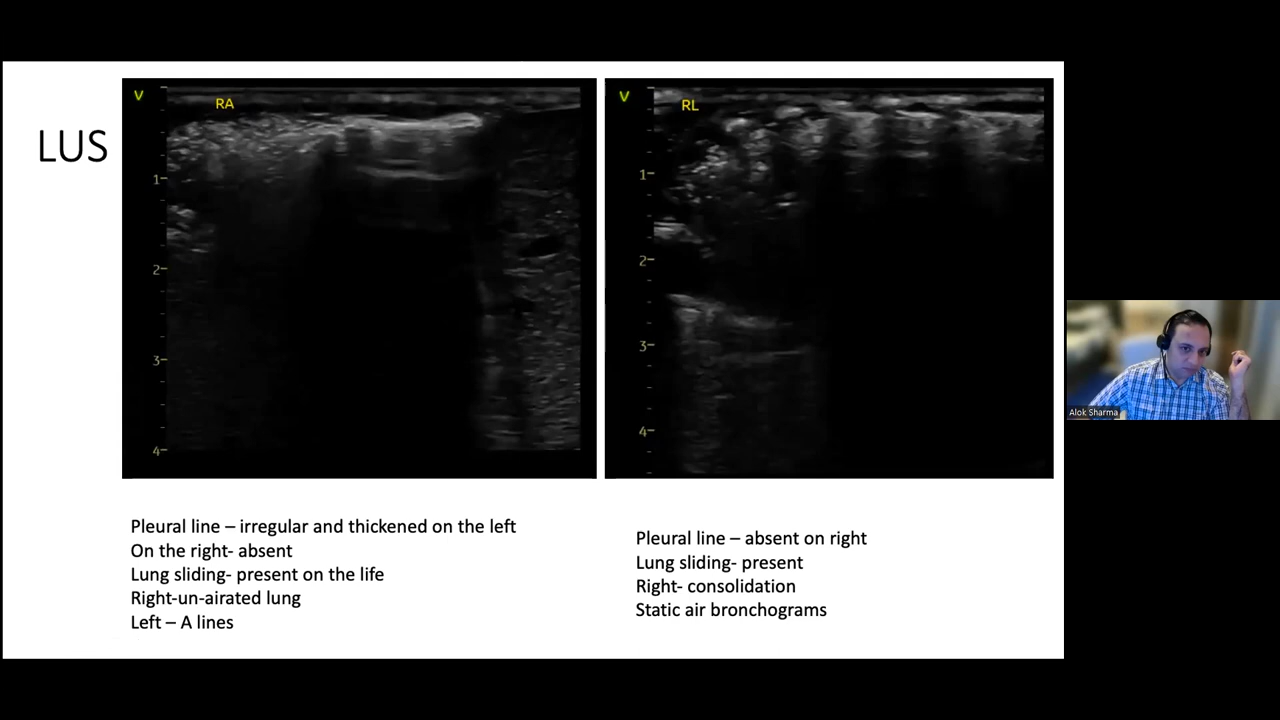 LUS
V
RA
1
2
3
4
V
RL
1
2
3
4
Pleural line – irregular and thickened on the left
On the right- absent
Lung sliding- present on the life
Right-un-airated lung
Left – A lines
Pleural line – absent on right
Lung sliding- present
Right- consolidation
Static air bronchograms
Alok Sharma